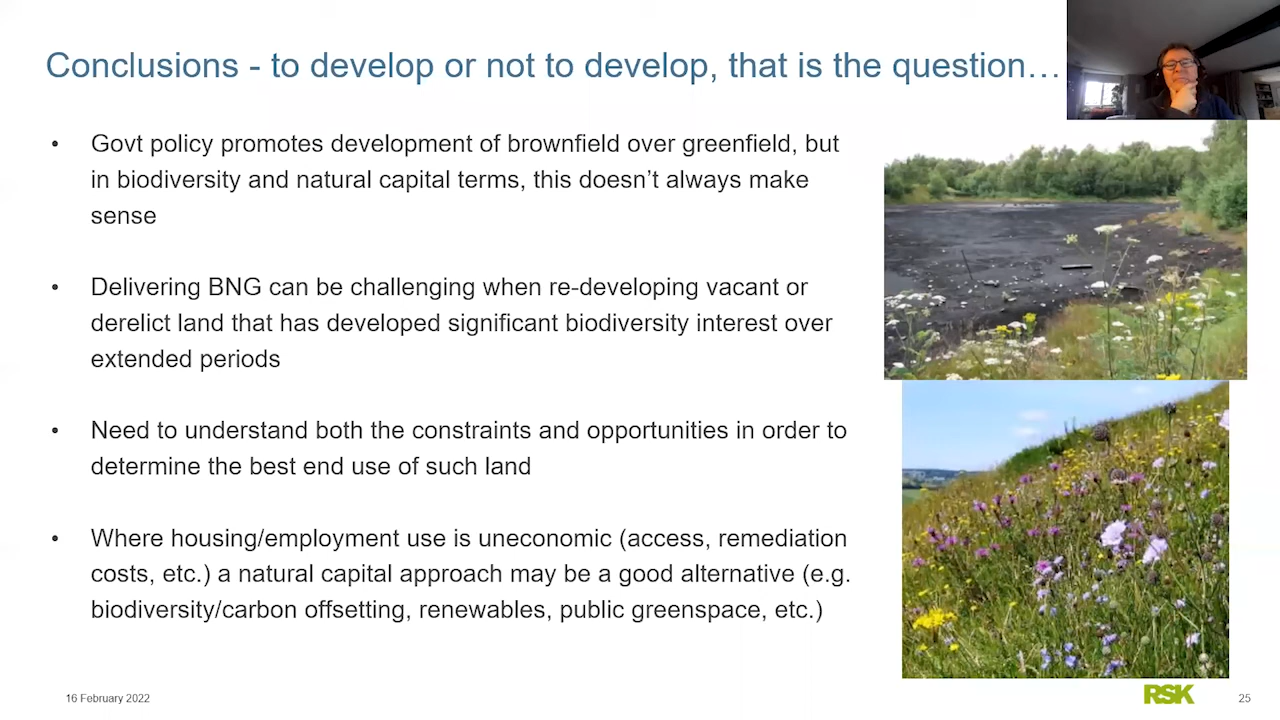 Conclusions - to develop or not to develop, that is the question…
• Govt policy promotes development of brownfield over greenfield, but
in biodiversity and natural capital terms, this doesn’t always make
sense
• Delivering BNG can be challenging when re-developing vacant or
derelict land that has developed significant biodiversity interest over
extended periods
• Need to understand both the constraints and opportunities in order to
determine the best end use of such land
• Where housing/employment use is uneconomic (access, remediation
costs, etc.) a natural capital approach may be a good alternative (e.g.
biodiversity/carbon offsetting, renewables, public greenspace, etc.)
16 February 2022
RSK
25